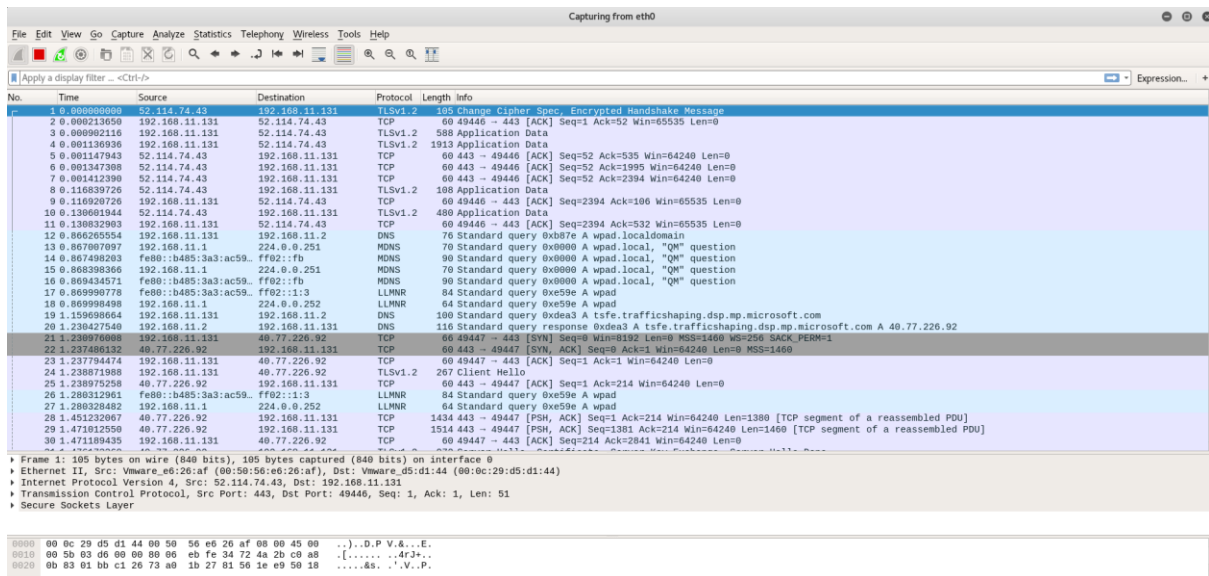 Capturing from eth0
File Edit View Go Capture Analyze Statistics Telephony Wireless Tools Help
Apply a display filter ... <Ctrl-/> Expression... +
No. Time Source Destination Protocol Length Info
1 0.000000000 52.114.74.43 192.168.11.131 TLSv1.2 105 Change Cipher Spec, Encrypted Handshake Message
2 0.000213650 192.168.11.131 52.114.74.43 TCP 60 49446 → 443 [ACK] Seq=1 Ack=52 Win=65535 Len=0
3 0.000902116 192.168.11.131 52.114.74.43 TLSv1.2 588 Application Data
4 0.001136936 192.168.11.131 52.114.74.43 TLSv1.2 1913 Application Data
5 0.001147943 52.114.74.43 192.168.11.131 TCP 60 443 → 49446 [ACK] Seq=52 Ack=535 Win=64240 Len=0
6 0.001347308 52.114.74.43 192.168.11.131 TCP 60 443 → 49446 [ACK] Seq=52 Ack=1995 Win=64240 Len=0
7 0.001412390 52.114.74.43 192.168.11.131 TCP 60 443 → 49446 [ACK] Seq=52 Ack=2394 Win=64240 Len=0
8 0.116839726 52.114.74.43 192.168.11.131 TLSv1.2 108 Application Data
9 0.116920726 192.168.11.131 52.114.74.43 TCP 60 49446 → 443 [ACK] Seq=2394 Ack=106 Win=65535 Len=0
10 0.130601944 52.114.74.43 192.168.11.131 TLSv1.2 480 Application Data
11 0.130832903 192.168.11.131 52.114.74.43 TCP 60 49446 → 443 [ACK] Seq=2394 Ack=532 Win=65535 Len=0
12 0.866265554 192.168.11.131 192.168.11.2 DNS 76 Standard query 0xb87e A wpad.localdomain
13 0.867007097 192.168.11.1 224.0.0.251 MDNS 70 Standard query 0x0000 A wpad.local, "QM" question
14 0.867498203 fe80::b485:3a3:ac59… ff02::fb MDNS 90 Standard query 0x0000 A wpad.local, "QM" question
15 0.868398366 192.168.11.1 224.0.0.251 MDNS 70 Standard query 0x0000 A wpad.local, "QM" question
16 0.869434571 fe80::b485:3a3:ac59… ff02::fb MDNS 90 Standard query 0x0000 A wpad.local, "QM" question
17 0.869990778 fe80::b485:3a3:ac59… ff02::1:3 LLMNR 84 Standard query 0xe59e A wpad
18 0.869998498 192.168.11.1 224.0.0.252 LLMNR 64 Standard query 0xe59e A wpad
19 1.159698664 192.168.11.131 192.168.11.2 DNS 100 Standard query 0xdea3 A tsfe.trafficshaping.dsp.mp.microsoft.com
20 1.230427540 192.168.11.2 192.168.11.131 DNS 116 Standard query response 0xdea3 A tsfe.trafficshaping.dsp.mp.microsoft.com A 40.77.226.92
21 1.230976008 192.168.11.131 40.77.226.92 TCP 66 49447 → 443 [SYN] Seq=0 Win=8192 Len=0 MSS=1460 WS=256 SACK_PERM=1
22 1.237406132 40.77.226.92 192.168.11.131 TCP 60 443 → 49447 [SYN, ACK] Seq=0 Ack=1 Win=64240 Len=0 MSS=1460
23 1.237794474 192.168.11.131 40.77.226.92 TCP 60 49447 → 443 [ACK] Seq=1 Ack=1 Win=64240 Len=0
24 1.238871988 192.168.11.131 40.77.226.92 TLSv1.2 267 Client Hello
25 1.238975258 40.77.226.92 192.168.11.131 TCP 60 443 → 49447 [ACK] Seq=1 Ack=214 Win=64240 Len=0
26 1.280312961 fe80::b485:3a3:ac59… ff02::1:3 LLMNR 84 Standard query 0xe59e A wpad
27 1.280328482 192.168.11.1 224.0.0.252 LLMNR 64 Standard query 0xe59e A wpad
28 1.451232067 40.77.226.92 192.168.11.131 TCP 1434 443 → 49447 [PSH, ACK] Seq=1 Ack=214 Win=64240 Len=1380 [TCP segment of a reassembled PDU]
29 1.471012550 40.77.226.92 192.168.11.131 TCP 1514 443 → 49447 [PSH, ACK] Seq=1381 Ack=214 Win=64240 Len=1460 [TCP segment of a reassembled PDU]
30 1.471189435 192.168.11.131 40.77.226.92 TCP 60 49447 → 443 [ACK] Seq=214 Ack=2841 Win=64240 Len=0
Frame 1: 105 bytes on wire (840 bits), 105 bytes captured (840 bits) on interface 0
Ethernet II, Src: Vmware_e6:26:af (00:50:56:e6:26:af), Dst: Vmware_d5:d1:44 (00:0c:29:d5:d1:44)
Internet Protocol Version 4, Src: 52.114.74.43, Dst: 192.168.11.131
Transmission Control Protocol, Src Port: 443, Dst Port: 49446, Seq: 1, Ack: 1, Len: 51
Secure Sockets Layer
0000 00 0c 29 d5 d1 44 00 50 56 e6 26 af 08 00 45 00 ..)..D.P V.&...E.
0010 00 5b 03 d6 00 00 80 06 eb fe 34 72 4a 2b c0 a8 .[...... ..4rJ+..
0020 0b 83 01 bb c1 26 73 a0 1b 27 81 56 1e e9 50 18 .....&s. .'.V..P.